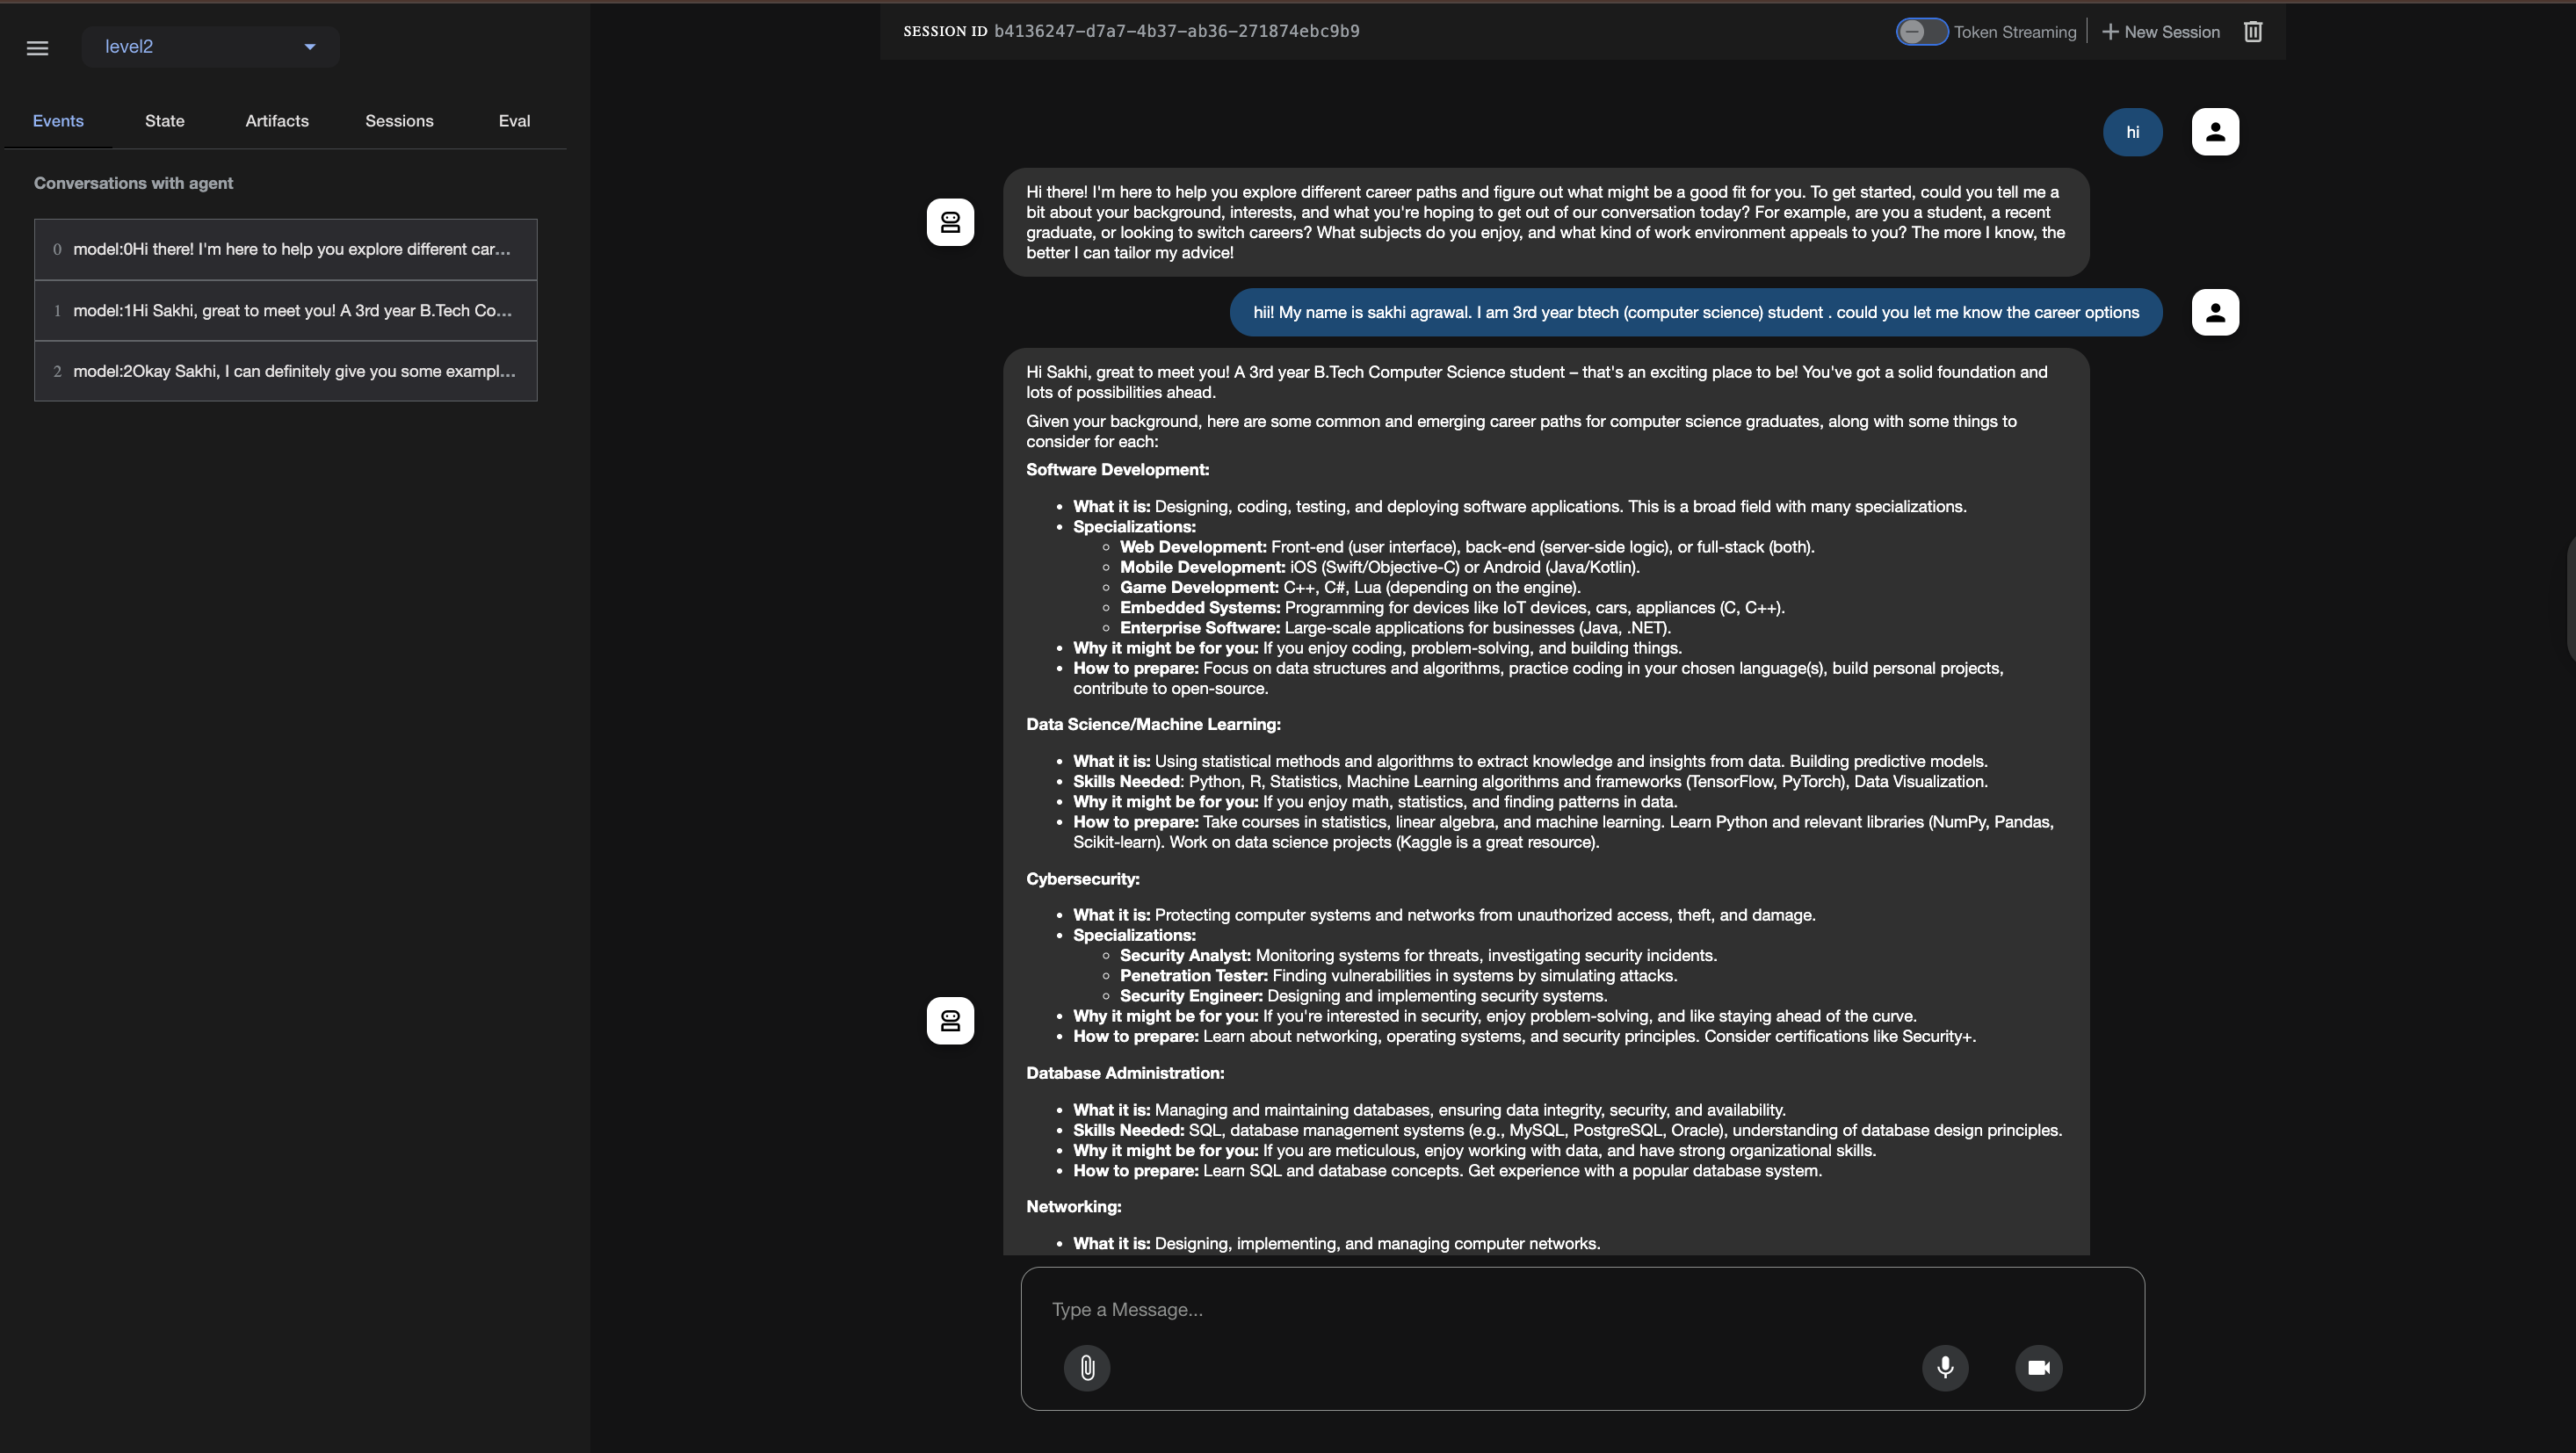 level2
SESSION ID b4136247-d7a7-4b37-ab36-271874ebc9b9
Token Streaming
New Session
Events
State
Artifacts
Sessions
Eval
Conversations with agent
0 model:0Hi there! I'm here to help you explore different car...
1 model:1Hi Sakhi, great to meet you! A 3rd year B.Tech Co...
2 model:2Okay Sakhi, I can definitely give you some exampl...
hi
Hi there! I'm here to help you explore different career paths and figure out what might be a good fit for you. To get started, could you tell me a
bit about your background, interests, and what you're hoping to get out of our conversation today? For example, are you a student, a recent
graduate, or looking to switch careers? What subjects do you enjoy, and what kind of work environment appeals to you? The more I know, the
better I can tailor my advice!
hii! My name is sakhi agrawal. I am 3rd year btech (computer science) student . could you let me know the career options
Hi Sakhi, great to meet you! A 3rd year B.Tech Computer Science student – that's an exciting place to be! You've got a solid foundation and
lots of possibilities ahead.
Given your background, here are some common and emerging career paths for computer science graduates, along with some things to
consider for each:
Software Development:
• What it is: Designing, coding, testing, and deploying software applications. This is a broad field with many specializations.
• Specializations:
◦ Web Development: Front-end (user interface), back-end (server-side logic), or full-stack (both).
◦ Mobile Development: iOS (Swift/Objective-C) or Android (Java/Kotlin).
◦ Game Development: C++, C#, Lua (depending on the engine).
◦ Embedded Systems: Programming for devices like IoT devices, cars, appliances (C, C++).
◦ Enterprise Software: Large-scale applications for businesses (Java, .NET).
• Why it might be for you: If you enjoy coding, problem-solving, and building things.
• How to prepare: Focus on data structures and algorithms, practice coding in your chosen language(s), build personal projects,
contribute to open-source.
Data Science/Machine Learning:
• What it is: Using statistical methods and algorithms to extract knowledge and insights from data. Building predictive models.
• Skills Needed: Python, R, Statistics, Machine Learning algorithms and frameworks (TensorFlow, PyTorch), Data Visualization.
• Why it might be for you: If you enjoy math, statistics, and finding patterns in data.
• How to prepare: Take courses in statistics, linear algebra, and machine learning. Learn Python and relevant libraries (NumPy, Pandas,
Scikit-learn). Work on data science projects (Kaggle is a great resource).
Cybersecurity:
• What it is: Protecting computer systems and networks from unauthorized access, theft, and damage.
• Specializations:
◦ Security Analyst: Monitoring systems for threats, investigating security incidents.
◦ Penetration Tester: Finding vulnerabilities in systems by simulating attacks.
◦ Security Engineer: Designing and implementing security systems.
• Why it might be for you: If you're interested in security, enjoy problem-solving, and like staying ahead of the curve.
• How to prepare: Learn about networking, operating systems, and security principles. Consider certifications like Security+.
Database Administration:
• What it is: Managing and maintaining databases, ensuring data integrity, security, and availability.
• Skills Needed: SQL, database management systems (e.g., MySQL, PostgreSQL, Oracle), understanding of database design principles.
• Why it might be for you: If you are meticulous, enjoy working with data, and have strong organizational skills.
• How to prepare: Learn SQL and database concepts. Get experience with a popular database system.
Networking:
• What it is: Designing, implementing, and managing computer networks.
Type a Message...